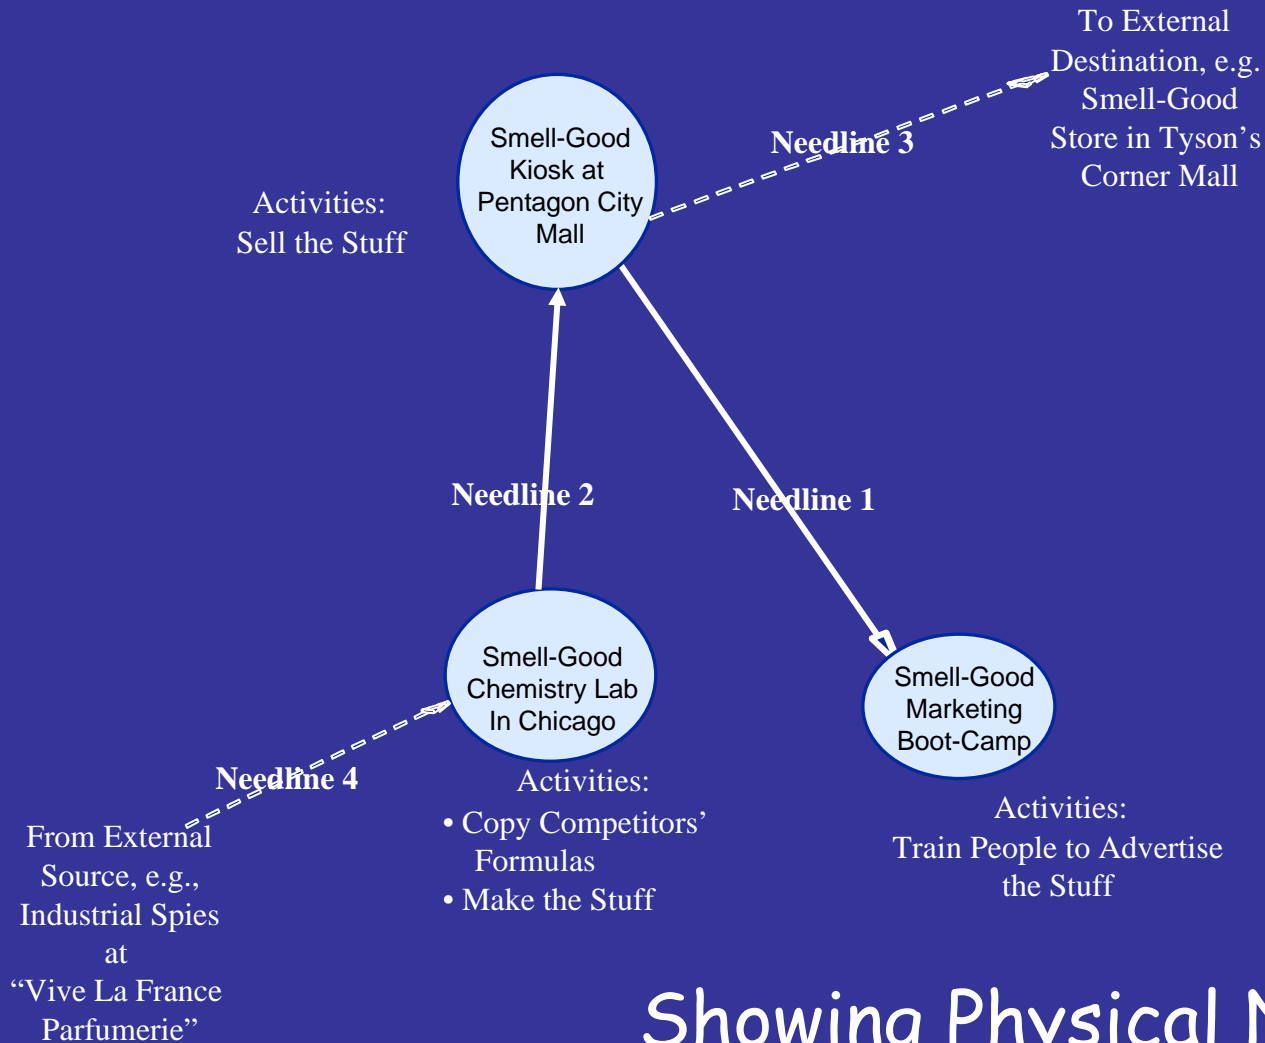 To External
Destination, e.g.
Smell-Good
Store in Tyson’s
Corner Mall
Needline 3
Smell-Good
Kiosk at
Pentagon City
Mall
Activities:
Sell the Stuff
Needline 2
Needline 1
Smell-Good
Chemistry Lab
In Chicago
Smell-Good
Marketing
Boot-Camp
Needline 4
Activities:
• Copy Competitors’
Formulas
• Make the Stuff
Activities:
Train People to Advertise
the Stuff
From External
Source, e.g.,
Industrial Spies
at
“Vive La France
Parfumerie”
Showing Physical N